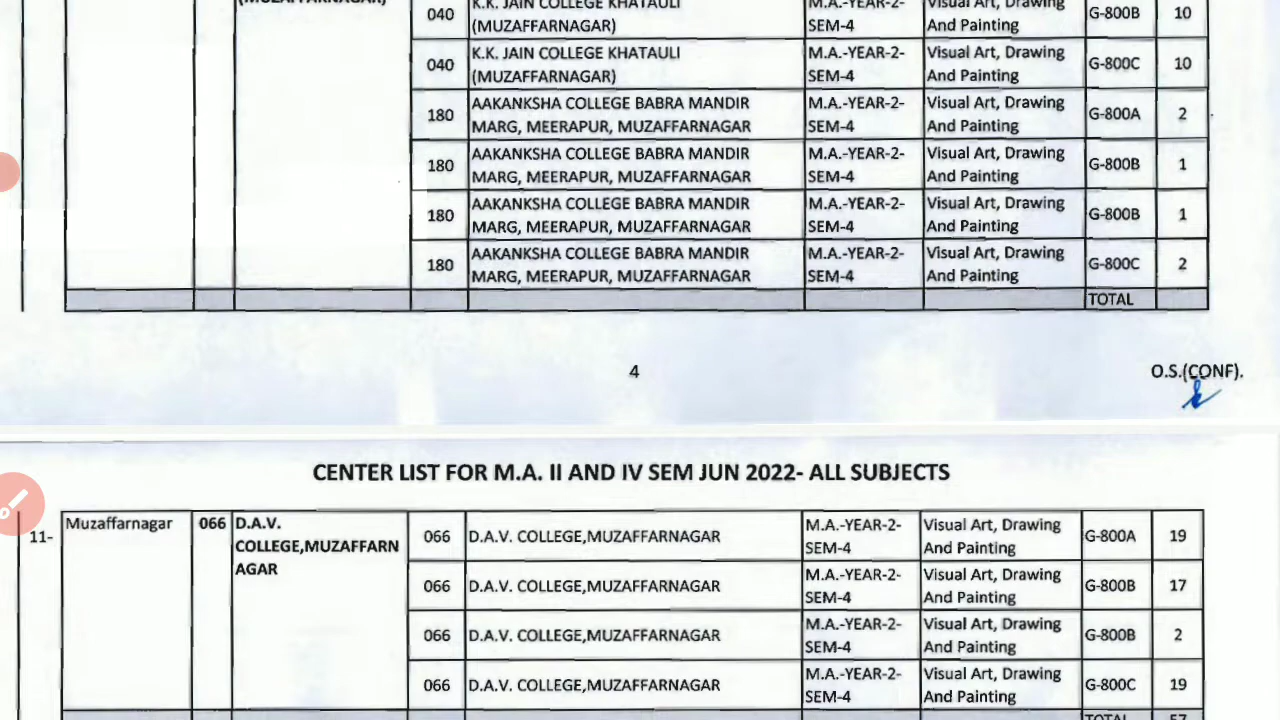 (MUZAFFARNAGAR)
040 K.K. JAIN COLLEGE KHATAULI M.A.-YEAR-2- Visual Art, Drawing G-800B 10
(MUZAFFARNAGAR) SEM-4 And Painting
040 K.K. JAIN COLLEGE KHATAULI M.A.-YEAR-2- Visual Art, Drawing G-800C 10
(MUZAFFARNAGAR) SEM-4 And Painting
180 AAKANKSHA COLLEGE BABRA MANDIR M.A.-YEAR-2- Visual Art, Drawing G-800A 2
MARG, MEERAPUR, MUZAFFARNAGAR SEM-4 And Painting
180 AAKANKSHA COLLEGE BABRA MANDIR M.A.-YEAR-2- Visual Art, Drawing G-800B 1
MARG, MEERAPUR, MUZAFFARNAGAR SEM-4 And Painting
180 AAKANKSHA COLLEGE BABRA MANDIR M.A.-YEAR-2- Visual Art, Drawing G-800B 1
MARG, MEERAPUR, MUZAFFARNAGAR SEM-4 And Painting
180 AAKANKSHA COLLEGE BABRA MANDIR M.A.-YEAR-2- Visual Art, Drawing G-800C 2
MARG, MEERAPUR, MUZAFFARNAGAR SEM-4 And Painting
TOTAL
4 O.S.(CONF).
CENTER LIST FOR M.A. II AND IV SEM JUN 2022- ALL SUBJECTS
11- Muzaffarnagar 066 D.A.V.
COLLEGE,MUZAFFARN
AGAR
066 D.A.V. COLLEGE,MUZAFFARNAGAR M.A.-YEAR-2- Visual Art, Drawing G-800A 19
SEM-4 And Painting
066 D.A.V. COLLEGE,MUZAFFARNAGAR M.A.-YEAR-2- Visual Art, Drawing G-800B 17
SEM-4 And Painting
066 D.A.V. COLLEGE,MUZAFFARNAGAR M.A.-YEAR-2- Visual Art, Drawing G-800B 2
SEM-4 And Painting
066 D.A.V. COLLEGE,MUZAFFARNAGAR M.A.-YEAR-2- Visual Art, Drawing G-800C 19
SEM-4 And Painting
TOTAL 57